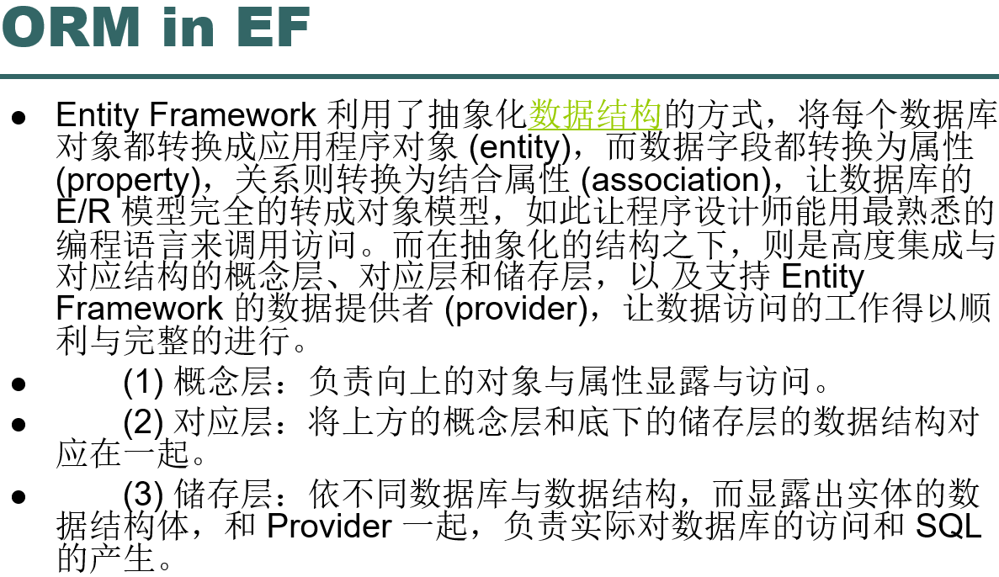 ORM in EF
● Entity Framework 利用了抽象化数据结构的方式，将每个数据库
对象都转换成应用程序对象 (entity)，而数据字段都转换为属性
(property)，关系则转换为结合属性 (association)，让数据库的
E/R 模型完全的转成对象模型，如此让程序设计师能用最熟悉的
编程语言来调用访问。而在抽象化的结构之下，则是高度集成与
对应结构的概念层、对应层和储存层，以 及支持 Entity
Framework 的数据提供者 (provider)，让数据访问的工作得以顺
利与完整的进行。
● (1) 概念层：负责向上的对象与属性显露与访问。
● (2) 对应层：将上方的概念层和底下的储存层的数据结构对
应在一起。
● (3) 储存层：依不同数据库与数据结构，而显露出实体的数
据结构体，和 Provider 一起，负责实际对数据库的访问和 SQL
的产生。